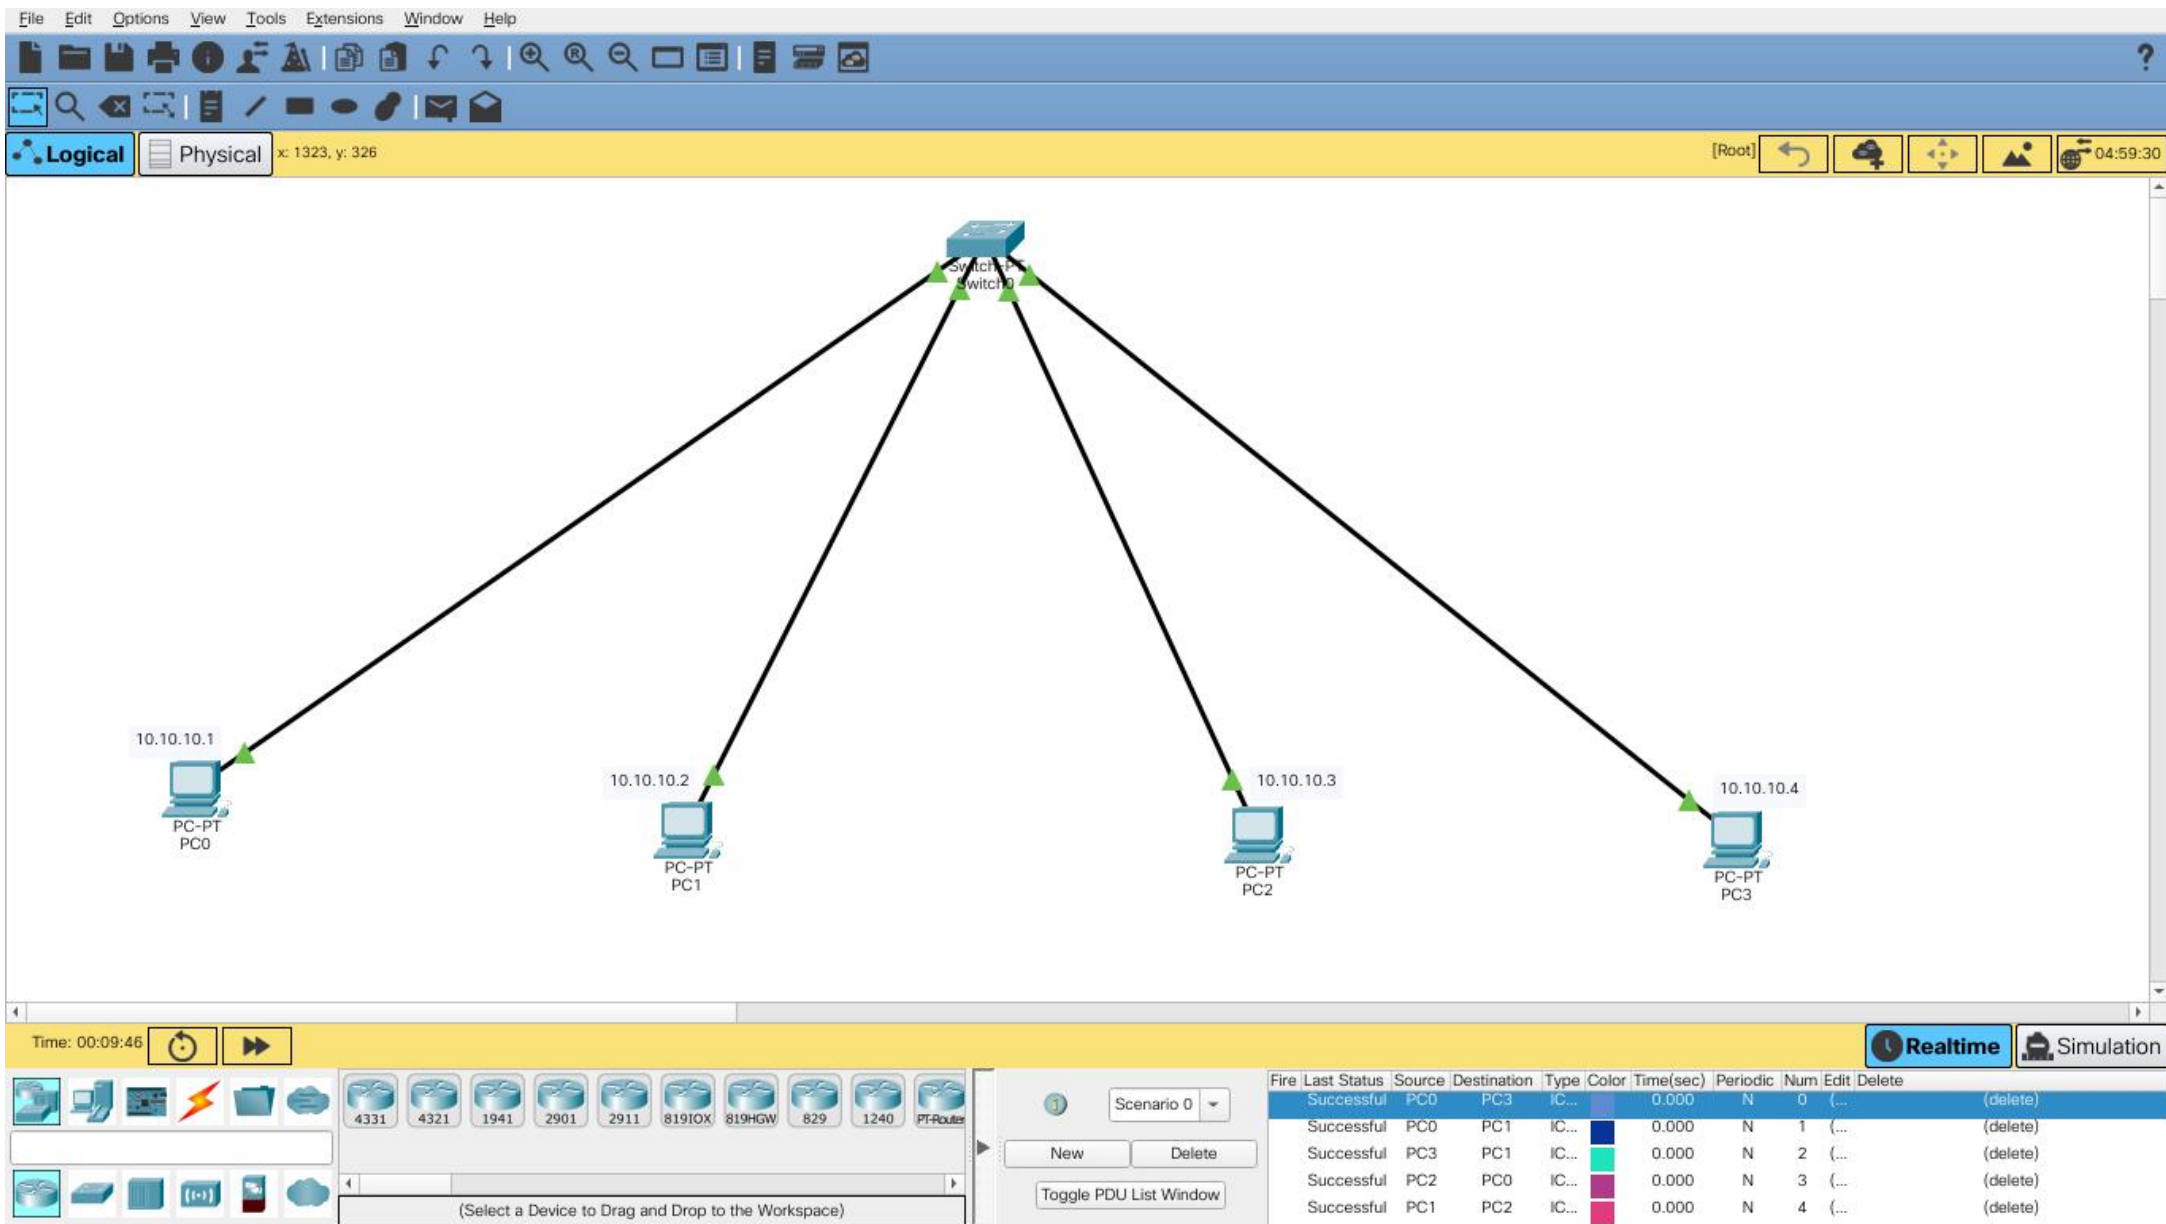 File Edit Options View Tools Extensions Window Help
?
Logical Physical x: 1323, y: 326 [Root] 04:59:30
Switch-PT
Switch0
10.10.10.1
PC-PT
PC0
10.10.10.2
PC-PT
PC1
10.10.10.3
PC-PT
PC2
10.10.10.4
PC-PT
PC3
Time: 00:09:46 Realtime Simulation
4331 4321 1941 2901 2911 819IOX 819HGW 829 1240 PT-Router
(Select a Device to Drag and Drop to the Workspace)
Scenario 0
New Delete
Toggle PDU List Window
Fire Last Status Source Destination Type Color Time(sec) Periodic Num Edit Delete
Successful PC0 PC3 IC... 0.000 N 0 (... (delete)
Successful PC0 PC1 IC... 0.000 N 1 (... (delete)
Successful PC3 PC1 IC... 0.000 N 2 (... (delete)
Successful PC2 PC0 IC... 0.000 N 3 (... (delete)
Successful PC1 PC2 IC... 0.000 N 4 (... (delete)